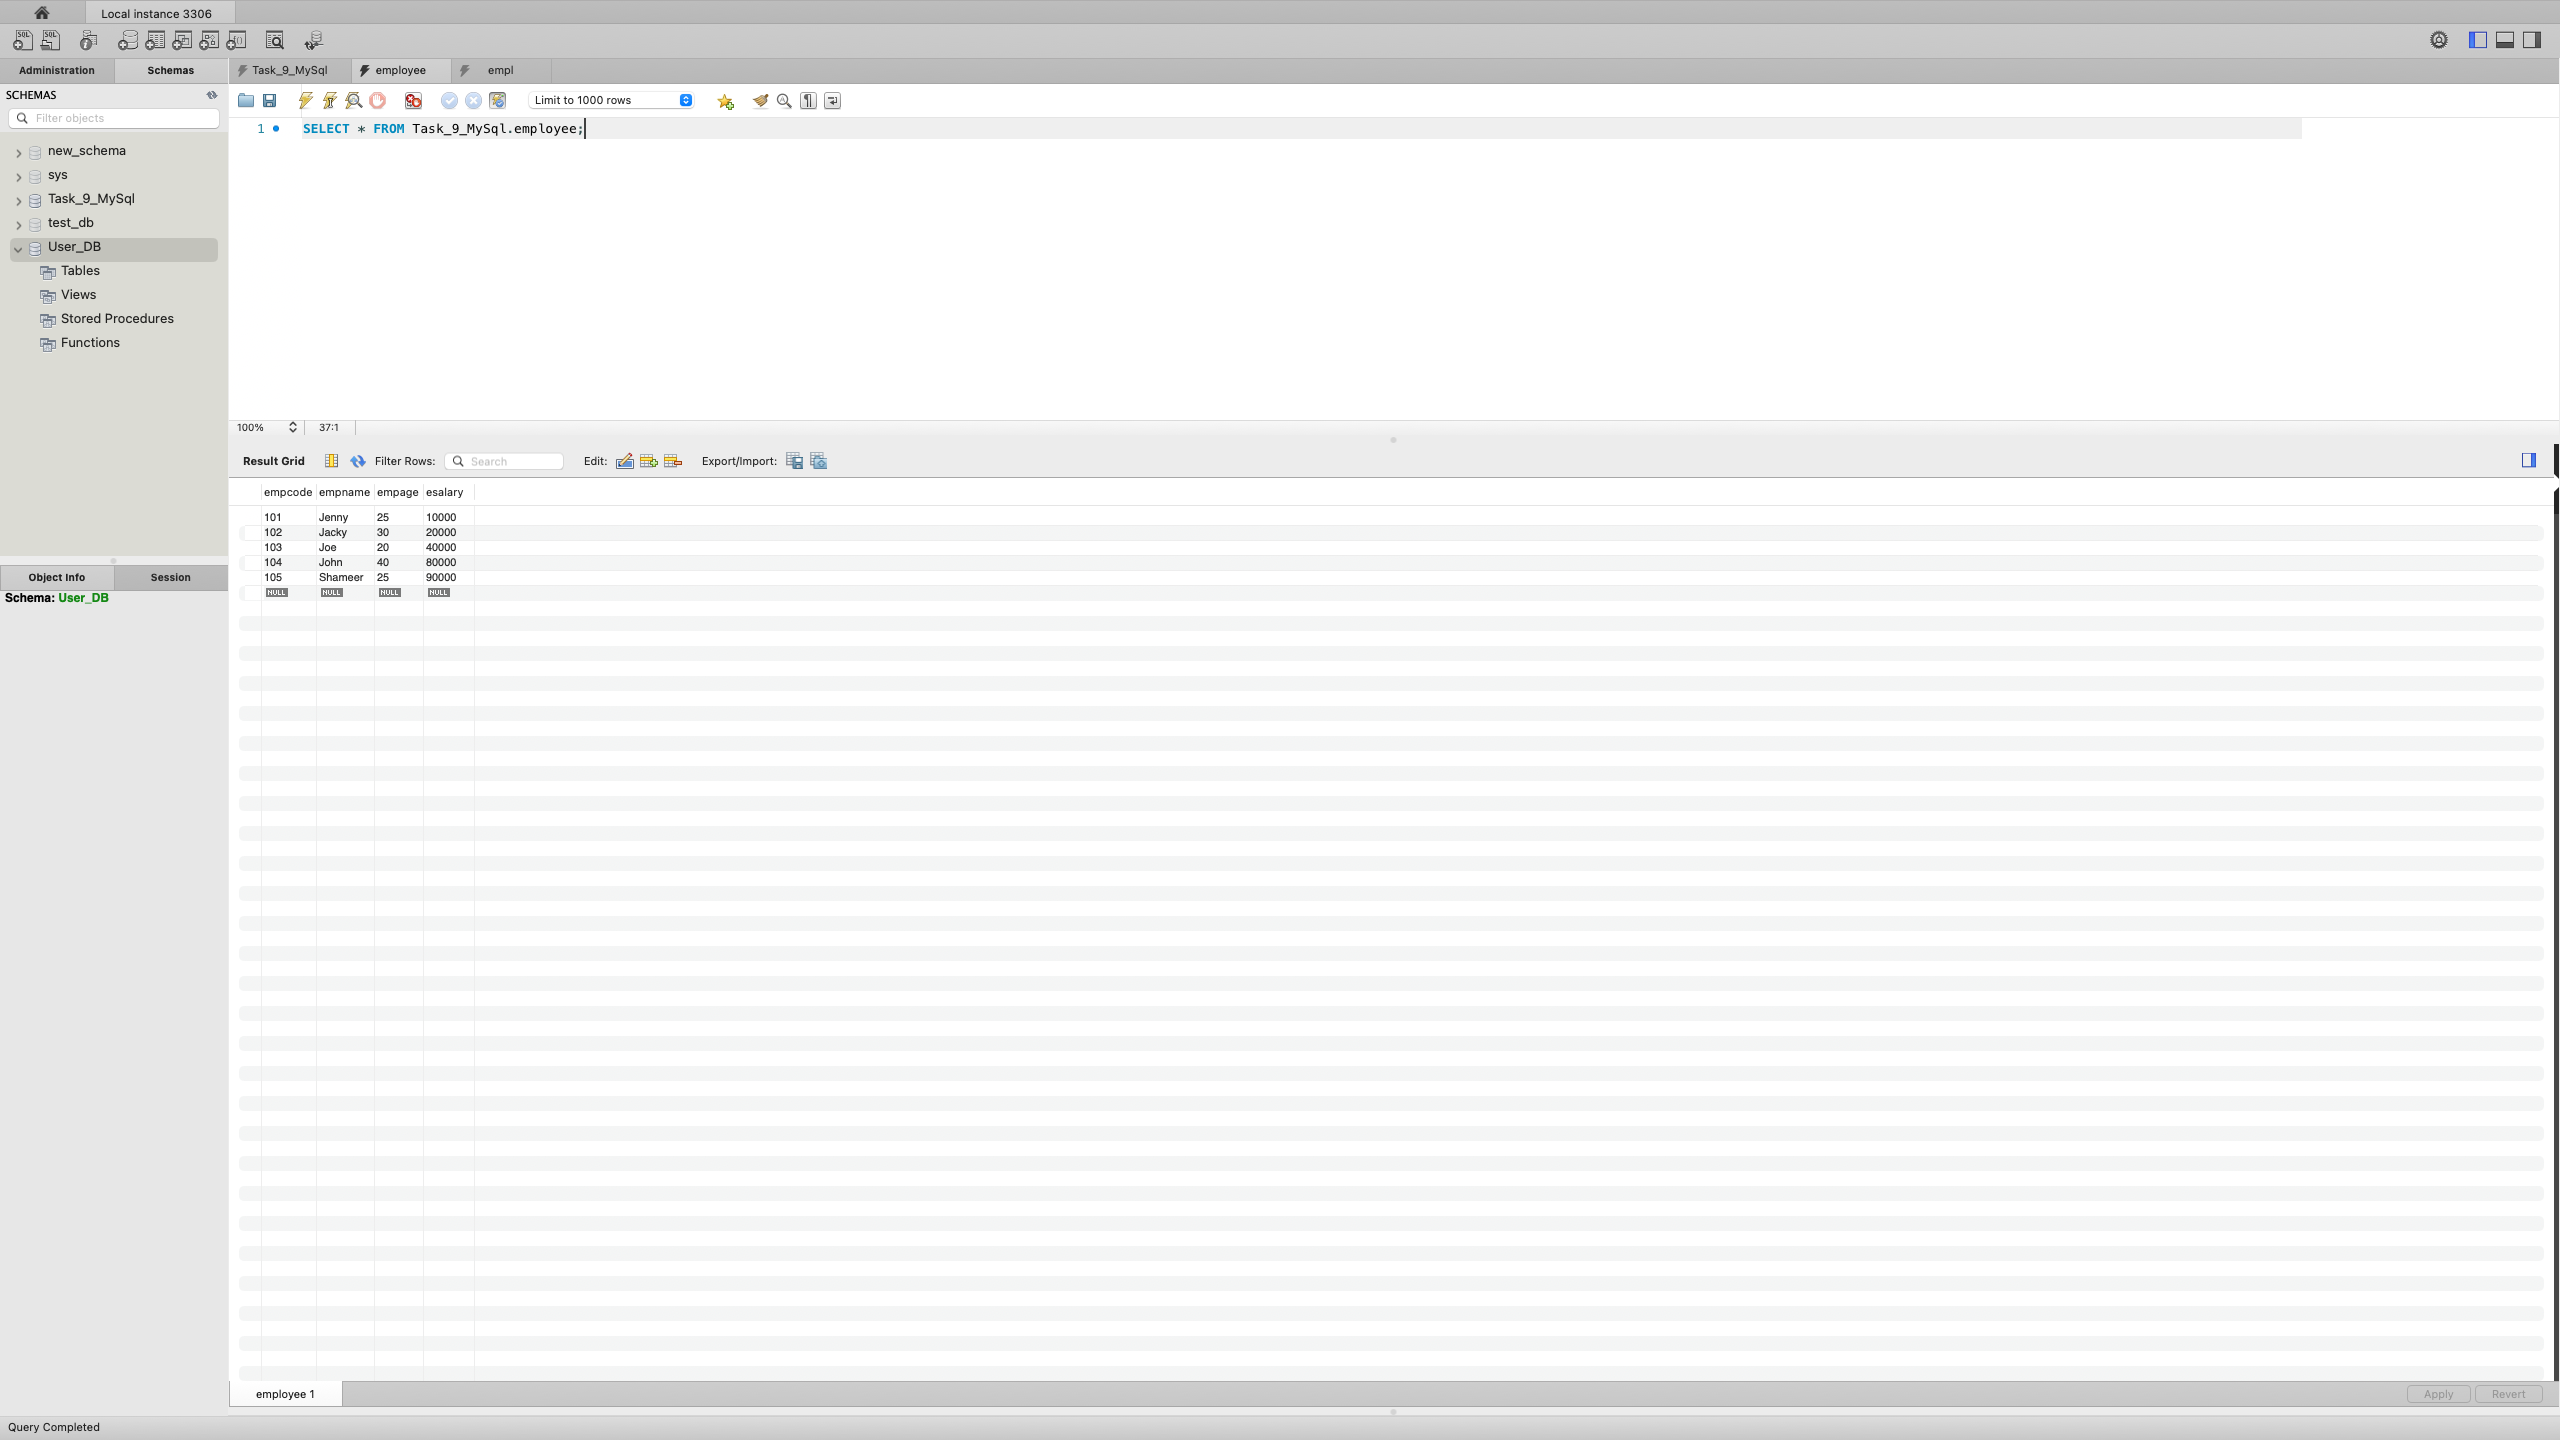 Local instance 3306
Administration Schemas Task_9_MySql employee empl
SCHEMAS
Filter objects
Limit to 1000 rows
1 SELECT * FROM Task_9_MySql.employee;
new_schema
sys
Task_9_MySql
test_db
User_DB
Tables
Views
Stored Procedures
Functions
100% 37:1
Result Grid Filter Rows: Search Edit: Export/Import:
empcode empname empage esalary
101 Jenny 25 10000
102 Jacky 30 20000
103 Joe 20 40000
104 John 40 80000
105 Shameer 25 90000
NULL NULL NULL NULL
Object Info Session
Schema: User_DB
employee 1
Apply Revert
Query Completed